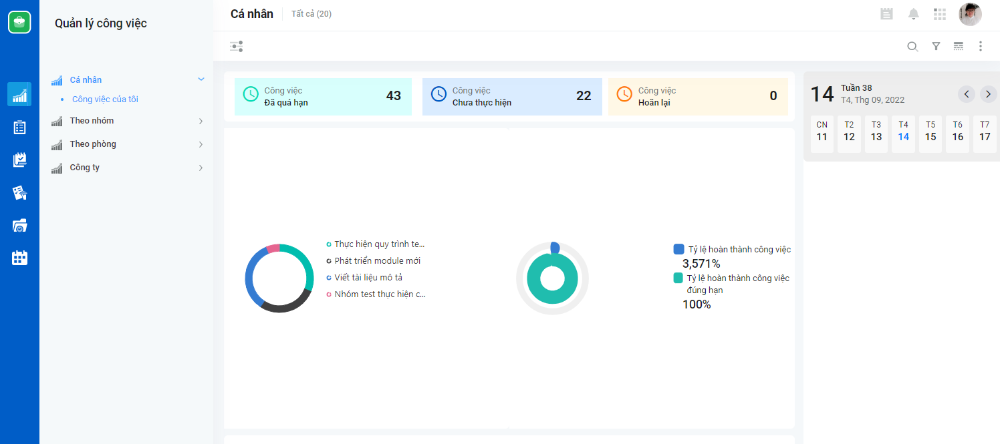 Quản lý công việc
Cá nhân
Công việc của tôi
Theo nhóm
Theo phòng
Công ty
Cá nhân
Tất cả (20)
Công việc
Đã quá hạn
43
Công việc
Chưa thực hiện
22
Công việc
Hoãn lại
0
Thực hiện quy trình te...
Phát triển module mới
Viết tài liệu mô tả
Nhóm test thực hiện c...
Tỷ lệ hoàn thành công việc
3,571%
Tỷ lệ hoàn thành công việc
đúng hạn
100%
14
Tuần 38
T4, Thg 09, 2022
CN T2 T3 T4 T5 T6 T7
11 12 13 14 15 16 17